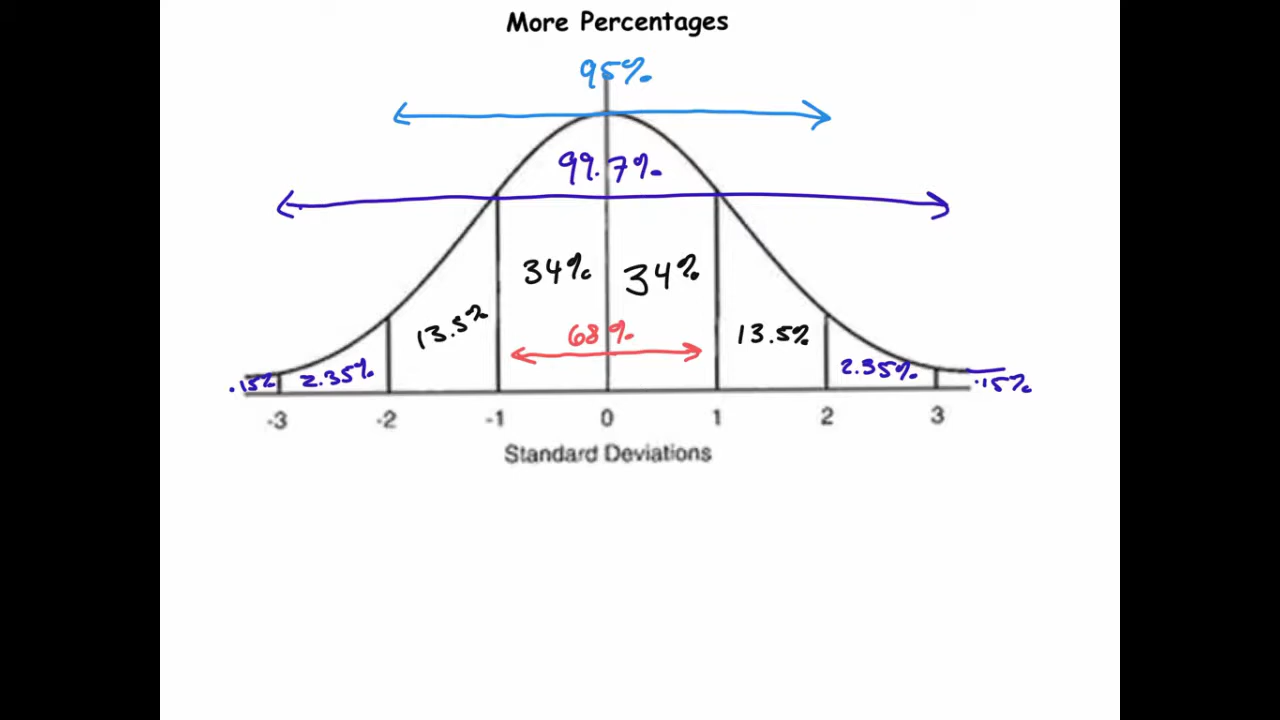 More Percentages
95%
99.7%
34% 34%
68%
13.5% 13.5%
.15% 2.35% 2.35% .15%
-3 -2 -1 0 1 2 3
Standard Deviations